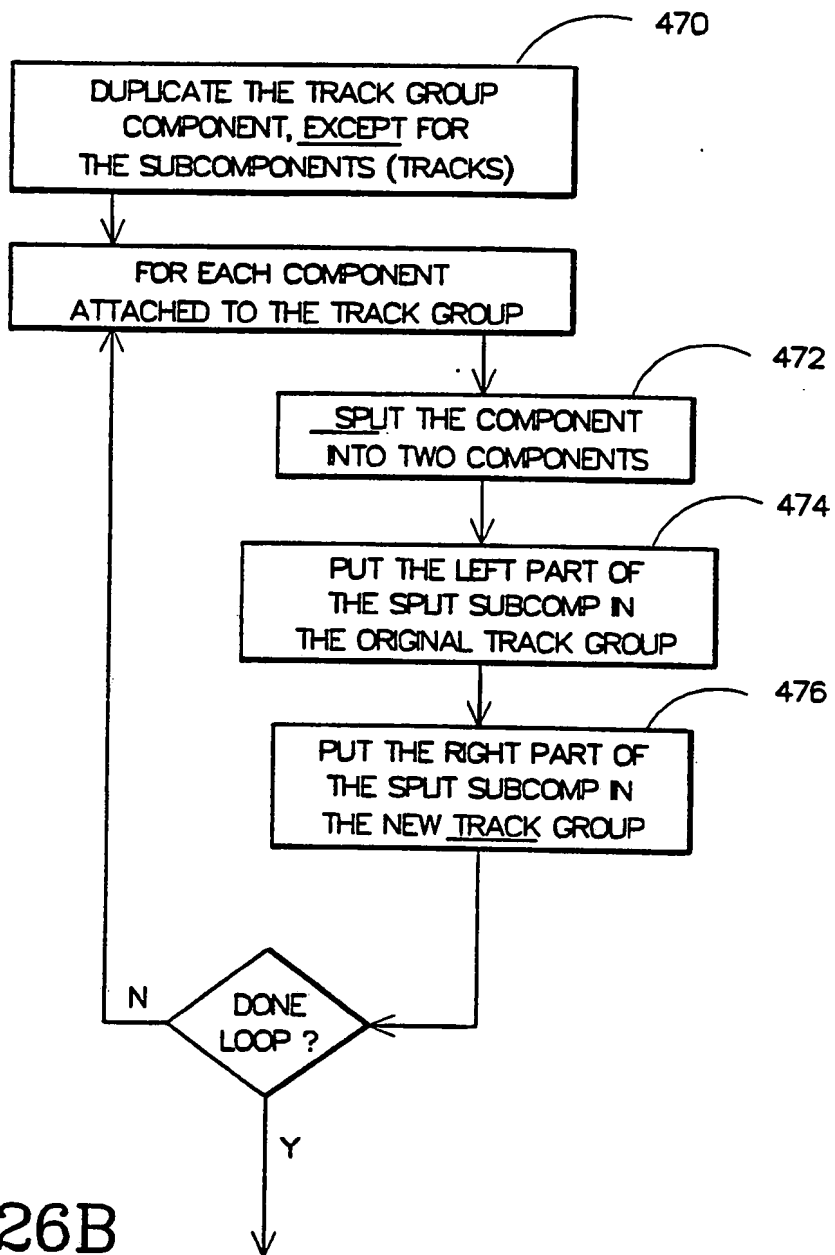 470
DUPLICATE THE TRACK GROUP
COMPONENT, EXCEPT FOR
THE SUBCOMPONENTS (TRACKS)
FOR EACH COMPONENT
ATTACHED TO THE TRACK GROUP
472
SPLIT THE COMPONENT
INTO TWO COMPONENTS
474
PUT THE LEFT PART OF
THE SPLIT SUBCOMP IN
THE ORIGINAL TRACK GROUP
476
PUT THE RIGHT PART OF
THE SPLIT SUBCOMP IN
THE NEW TRACK GROUP
N
DONE
LOOP ?
Y
26B